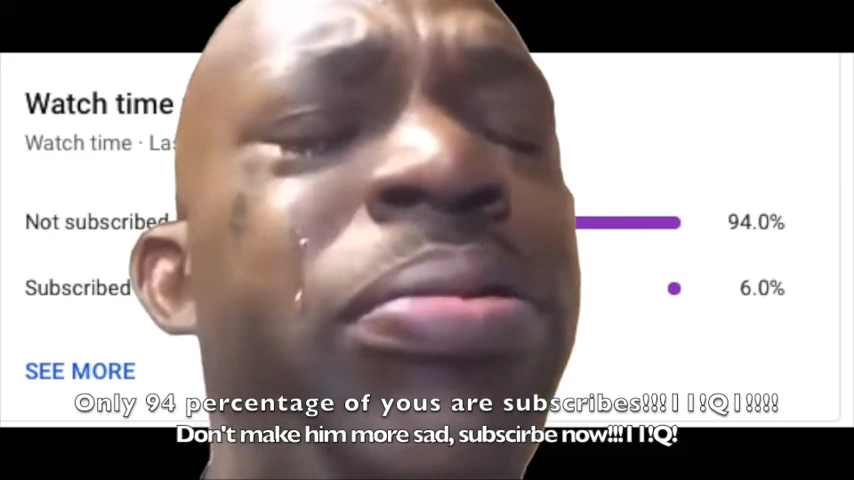 Watch time
Watch time · Las
Not subscribed 94.0%
Subscribed 6.0%
SEE MORE
Only 94 percentage of yous are subscribes!!!11!Q1!!!!
Don't make him more sad, subscirbe now!!!11!Q!